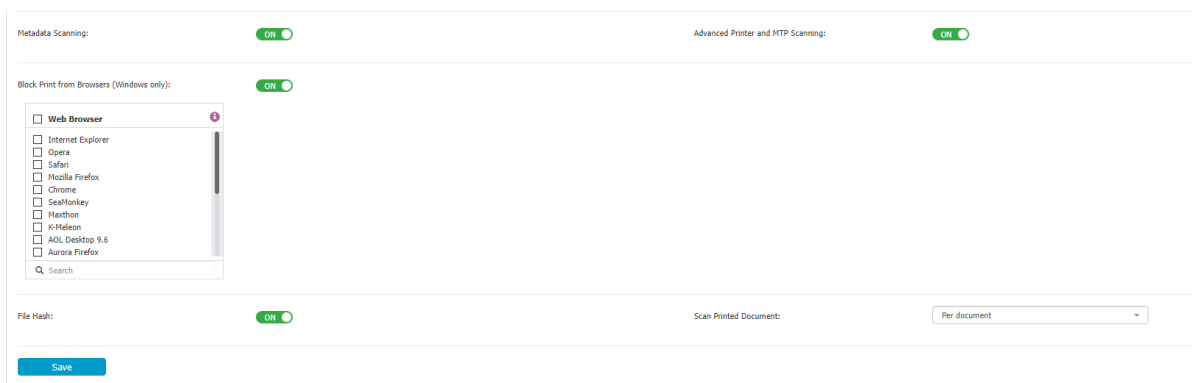 Metadata Scanning: ON Advanced Printer and MTP Scanning: ON
Block Print from Browsers (Windows only): ON
Web Browser
Internet Explorer
Opera
Safari
Mozilla Firefox
Chrome
SeaMonkey
Maxthon
K-Meleon
AOL Desktop 9.6
Aurora Firefox
Search
File Hash: ON Scan Printed Document: Per document
Save